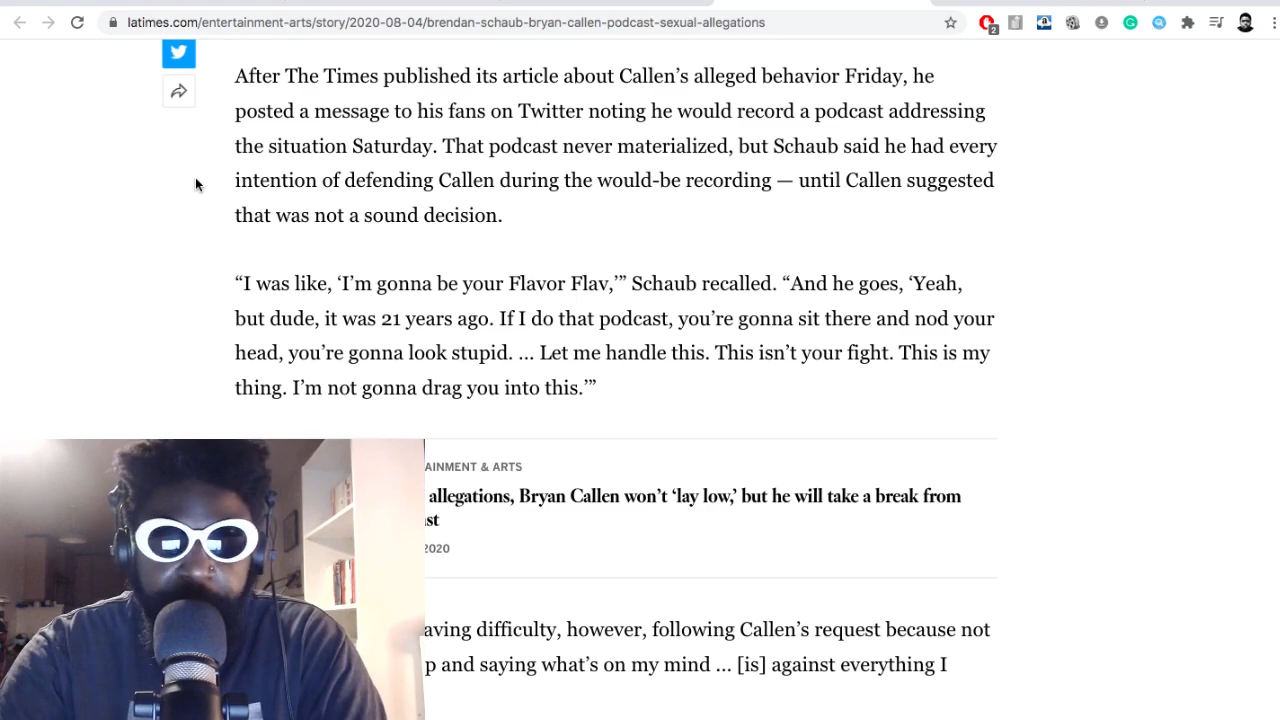 latimes.com/entertainment-arts/story/2020-08-04/brendan-schaub-bryan-callen-podcast-sexual-allegations
2
After The Times published its article about Callen’s alleged behavior Friday, he
posted a message to his fans on Twitter noting he would record a podcast addressing
the situation Saturday. That podcast never materialized, but Schaub said he had every
intention of defending Callen during the would-be recording — until Callen suggested
that was not a sound decision.
“I was like, ‘I’m gonna be your Flavor Flav,’” Schaub recalled. “And he goes, ‘Yeah,
but dude, it was 21 years ago. If I do that podcast, you’re gonna sit there and nod your
head, you’re gonna look stupid. ... Let me handle this. This isn’t your fight. This is my
thing. I’m not gonna drag you into this.’”
AINMENT & ARTS
allegations, Bryan Callen won’t ‘lay low,’ but he will take a break from
st
2020
aving difficulty, however, following Callen’s request because not
p and saying what’s on my mind ... [is] against everything I